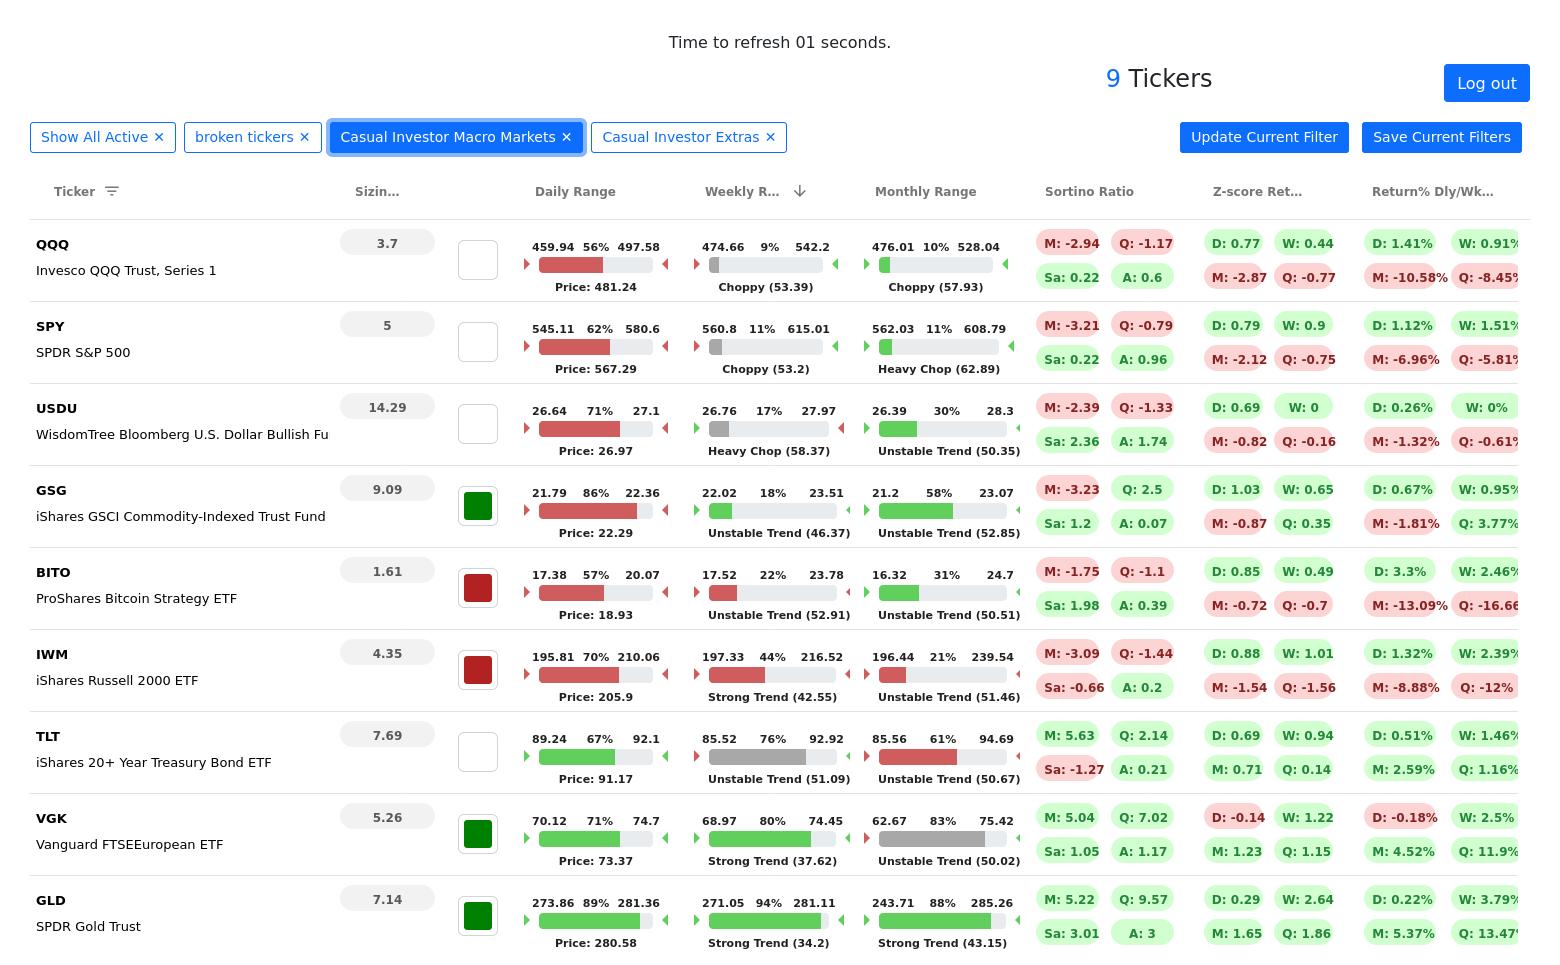 Time to refresh 01 seconds.
9 Tickers
Log out
Show All Active ✕ broken tickers ✕ Casual Investor Macro Markets ✕ Casual Investor Extras ✕ Update Current Filter Save Current Filters
Ticker Sizin... Daily Range Weekly R... Monthly Range Sortino Ratio Z-score Ret... Return% Dly/Wk...
QQQ 3.7 459.94 56% 497.58 474.66 9% 542.2 476.01 10% 528.04 M: -2.94 Q: -1.17 D: 0.77 W: 0.44 D: 1.41% W: 0.91%
Invesco QQQ Trust, Series 1 Sa: 0.22 A: 0.6 M: -2.87 Q: -0.77 M: -10.58% Q: -8.45%
Price: 481.24 Choppy (53.39) Choppy (57.93)
SPY 5 545.11 62% 580.6 560.8 11% 615.01 562.03 11% 608.79 M: -3.21 Q: -0.79 D: 0.79 W: 0.9 D: 1.12% W: 1.51%
SPDR S&P 500 Sa: 0.22 A: 0.96 M: -2.12 Q: -0.75 M: -6.96% Q: -5.81%
Price: 567.29 Choppy (53.2) Heavy Chop (62.89)
USDU 14.29 26.64 71% 27.1 26.76 17% 27.97 26.39 30% 28.3 M: -2.39 Q: -1.33 D: 0.69 W: 0 D: 0.26% W: 0%
WisdomTree Bloomberg U.S. Dollar Bullish Fu Sa: 2.36 A: 1.74 M: -0.82 Q: -0.16 M: -1.32% Q: -0.61%
Price: 26.97 Heavy Chop (58.37) Unstable Trend (50.35)
GSG 9.09 21.79 86% 22.36 22.02 18% 23.51 21.2 58% 23.07 M: -3.23 Q: 2.5 D: 1.03 W: 0.65 D: 0.67% W: 0.95%
iShares GSCI Commodity-Indexed Trust Fund Sa: 1.2 A: 0.07 M: -0.87 Q: 0.35 M: -1.81% Q: 3.77%
Price: 22.29 Unstable Trend (46.37) Unstable Trend (52.85)
BITO 1.61 17.38 57% 20.07 17.52 22% 23.78 16.32 31% 24.7 M: -1.75 Q: -1.1 D: 0.85 W: 0.49 D: 3.3% W: 2.46%
ProShares Bitcoin Strategy ETF Sa: 1.98 A: 0.39 M: -0.72 Q: -0.7 M: -13.09% Q: -16.66
Price: 18.93 Unstable Trend (52.91) Unstable Trend (50.51)
IWM 4.35 195.81 70% 210.06 197.33 44% 216.52 196.44 21% 239.54 M: -3.09 Q: -1.44 D: 0.88 W: 1.01 D: 1.32% W: 2.39%
iShares Russell 2000 ETF Sa: -0.66 A: 0.2 M: -1.54 Q: -1.56 M: -8.88% Q: -12%
Price: 205.9 Strong Trend (42.55) Unstable Trend (51.46)
TLT 7.69 89.24 67% 92.1 85.52 76% 92.92 85.56 61% 94.69 M: 5.63 Q: 2.14 D: 0.69 W: 0.94 D: 0.51% W: 1.46%
iShares 20+ Year Treasury Bond ETF Sa: -1.27 A: 0.21 M: 0.71 Q: 0.14 M: 2.59% Q: 1.16%
Price: 91.17 Unstable Trend (51.09) Unstable Trend (50.67)
VGK 5.26 70.12 71% 74.7 68.97 80% 74.45 62.67 83% 75.42 M: 5.04 Q: 7.02 D: -0.14 W: 1.22 D: -0.18% W: 2.5%
Vanguard FTSEEuropean ETF Sa: 1.05 A: 1.17 M: 1.23 Q: 1.15 M: 4.52% Q: 11.9%
Price: 73.37 Strong Trend (37.62) Unstable Trend (50.02)
GLD 7.14 273.86 89% 281.36 271.05 94% 281.11 243.71 88% 285.26 M: 5.22 Q: 9.57 D: 0.29 W: 2.64 D: 0.22% W: 3.79%
SPDR Gold Trust Sa: 3.01 A: 3 M: 1.65 Q: 1.86 M: 5.37% Q: 13.47%
Price: 280.58 Strong Trend (34.2) Strong Trend (43.15)